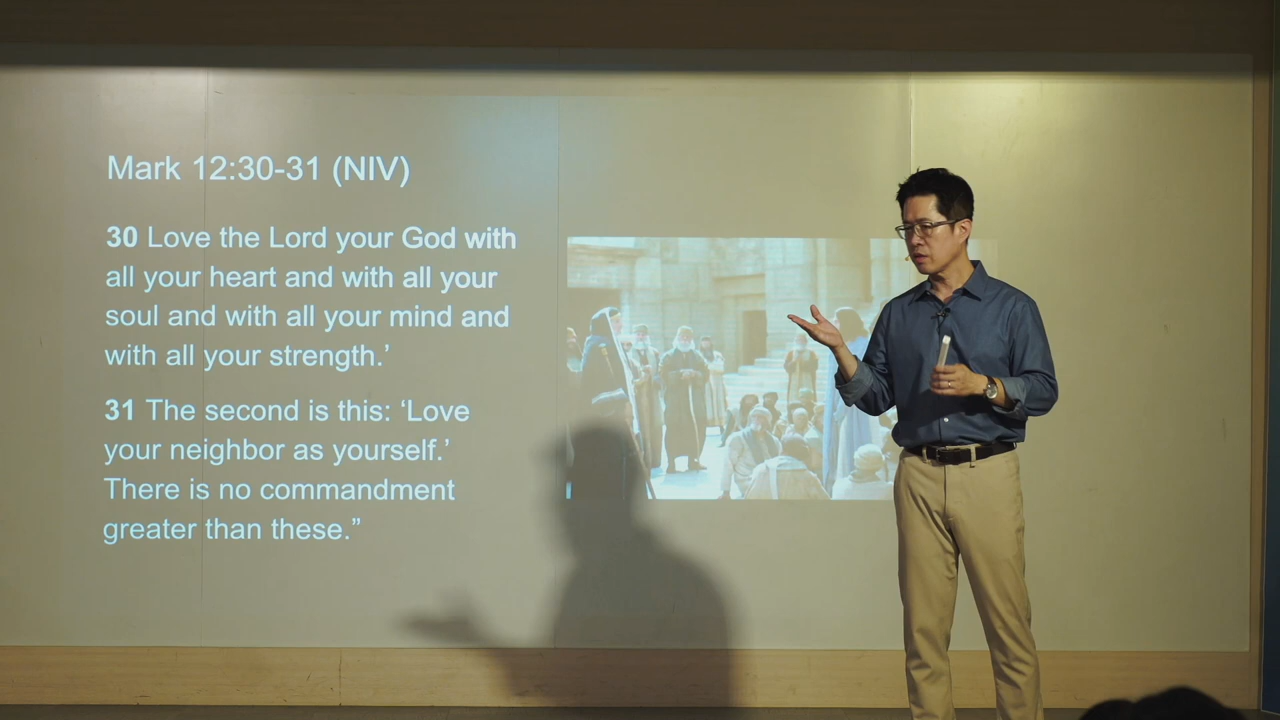 Mark 12:30-31 (NIV)
30 Love the Lord your God with
all your heart and with all your
soul and with all your mind and
with all your strength.’
31 The second is this: ‘Love
your neighbor as yourself.’
There is no commandment
greater than these.”